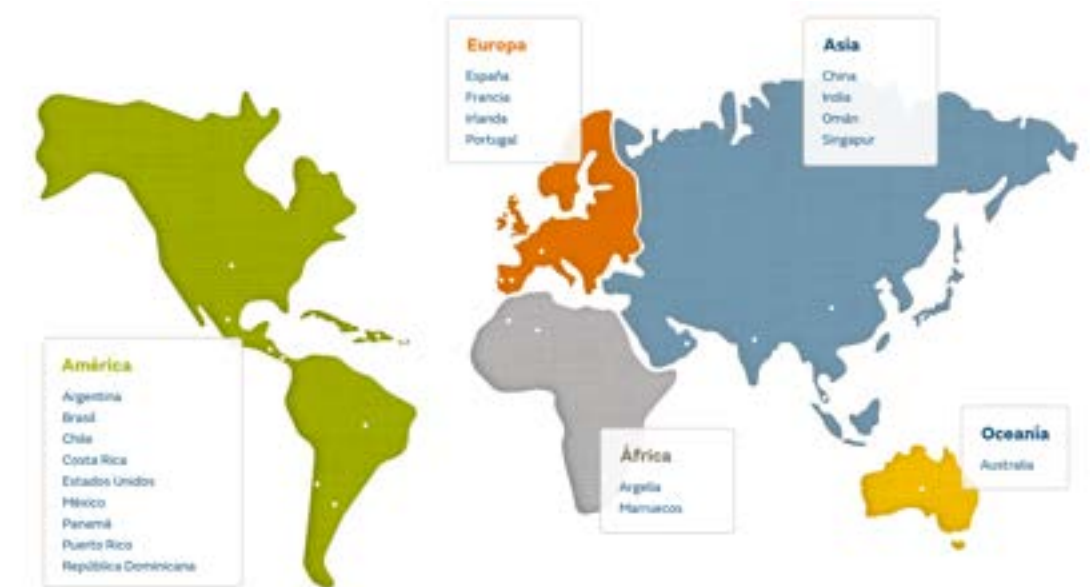 Europa
España
Francia
Irlanda
Portugal
Asia
China
India
Omán
Singapur
América
Argentina
Brasil
Chile
Costa Rica
Estados Unidos
México
Panamá
Puerto Rico
República Dominicana
África
Argelia
Marruecos
Oceanía
Australia